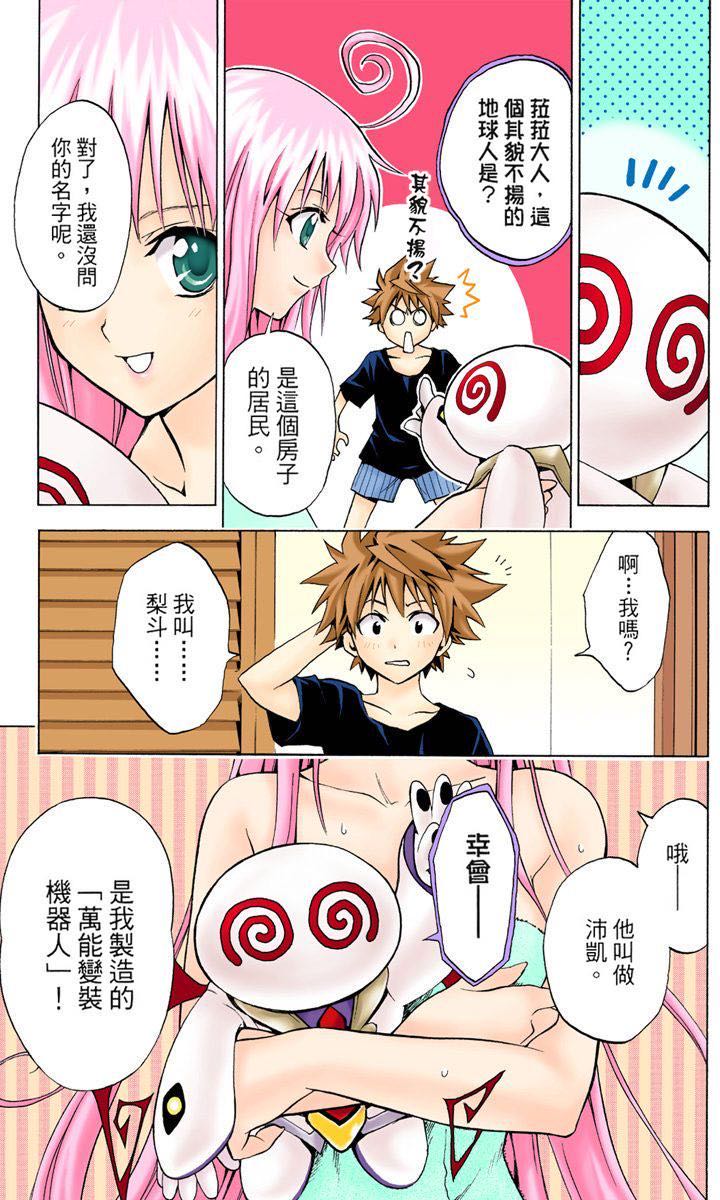 菈菈大人，這
個其貌不揚的
地球人是？
其貌不揚？
是這個房子
的居民。
對了，我還沒問
你的名字呢。
啊…我嗎？
我叫……
梨斗……
哦——
他叫做
沛凱。
幸會——
是我製造的
「萬能變裝
機器人」！